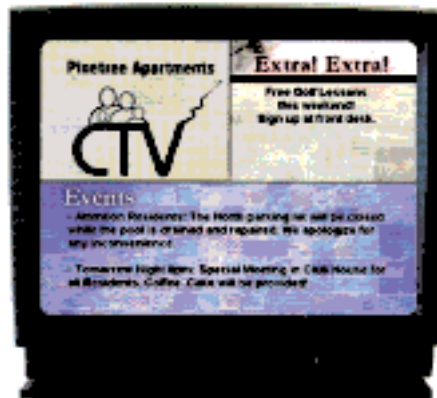 Pinetree Apartments
CTV
Extra! Extra!
Free Golf Lessons
this weekend!
Sign up at front desk.
Events
- Attention Residents: The North parking lot will be closed
while the pool is drained and repaired. We apologize for
any inconvenience.
- Tomorrow Night 8pm: Special Meeting in Club House for
all Residents. Coffee, Cake will be provided!